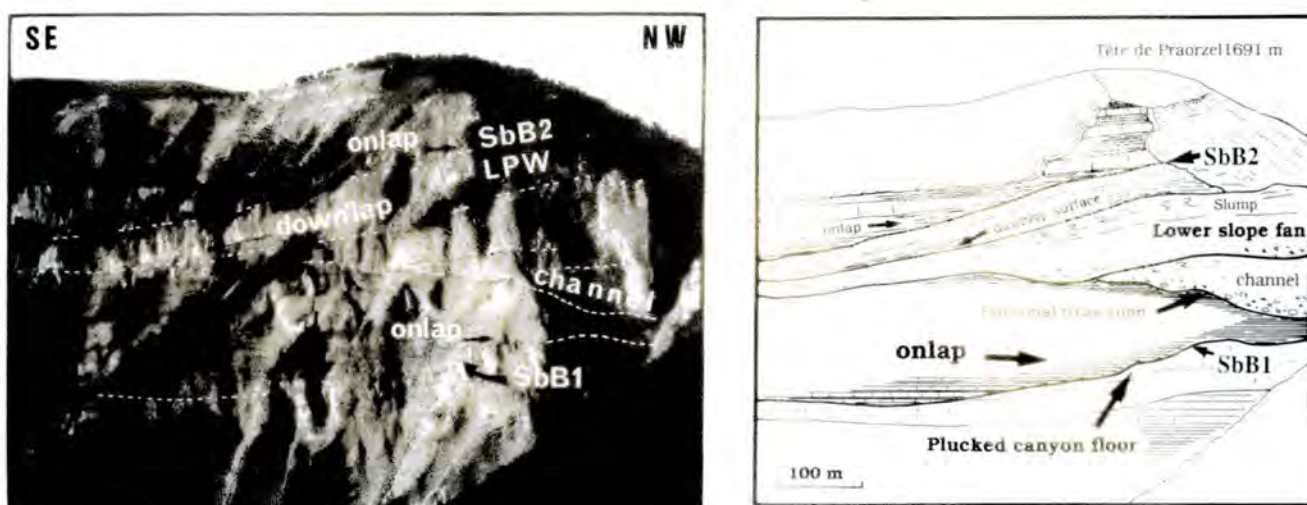 SE
NW
onlap
SbB2
LPW
downlap
channel
onlap
SbB1
Tête de Praorzel 1691 m
SbB2
onlap
surface
Slump
Lower slope fan
channel
onlap
SbB1
Plucked canyon floor
100 m